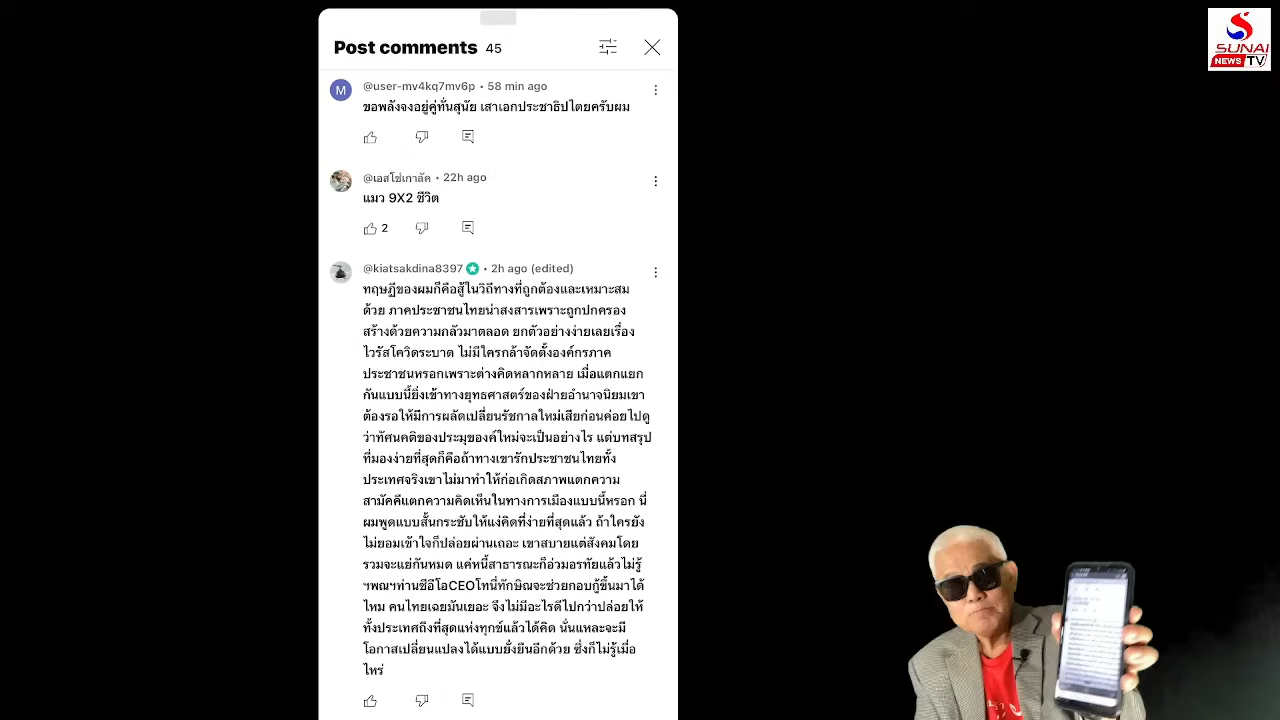 Post comments 45
SUNAI
NEWS TV
M
@user-mv4kq7mv6p • 58 min ago
ขอพลังจงอยู่คู่ทั่นสุนัย เสาเอกประชาธิปไตยครับผม
@เอสโซ่เกาลัค • 22h ago
แมว 9X2 ชีวิต
2
@kiatsakdina8397 • 2h ago (edited)
ทฤษฏีของผมก็คือสู้ในวิถีทางที่ถูกต้องและเหมาะสม
ด้วย ภาคประชาชนไทยน่าสงสารเพราะถูกปกครอง
สร้างด้วยความกลัวมาตลอด ยกตัวอย่างง่ายเลยเรื่อง
ไวรัสโควิดระบาด ไม่มีใครกล้าจัดตั้งองค์กรภาค
ประชาชนหรอกเพราะต่างคิดหลากหลาย เมื่อแตกแยก
กันแบบนี้ยิ่งเข้าทางยุทธศาสตร์ของฝ่ายอำนาจนิยมเขา
ต้องรอให้มีการผลัดเปลี่ยนรัชกาลใหม่เสียก่อนค่อยไปดู
ว่าทัศนคติของประมุของค์ใหม่จะเป็นอย่างไร แต่บทสรุป
ที่มองง่ายที่สุดก็คือถ้าทางเขารักประชาชนไทยทั้ง
ประเทศจริงเขาไม่มาทำให้ก่อเกิดสภาพแตกความ
สามัคคีแตกความคิดเห็นในทางการเมืองแบบนี้หรอก นี่
ผมพูดแบบสั้นกระชับให้แง่คิดที่ง่ายที่สุดแล้ว ถ้าใครยัง
ไม่ยอมเข้าใจก็ปล่อยผ่านเถอะ เขาสบายแต่สังคมโดย
รวมจะแย่กันหมด แค่หนี้สาธารณะก็อ่วมอรทัยแล้วไม่รู้
ฯพณฯท่านซีอีโอCEOโทนี่ทักษิณจะช่วยกอบกู้ขึ้นมาได้
ไหม คนไทยเฉยมันเยอะ จึงไม่มีอะไรดีไปกว่าปล่อยให้
ทั้งประเทศถึงที่สุดแห่งทุกข์แล้วได้คิด นั่นแหละจะมี
โอกาสเปลี่ยนแปลงได้แบบยั่งยืนอีกด้วย ซึ่งก็ไม่รู้เมื่อ
ไหร่